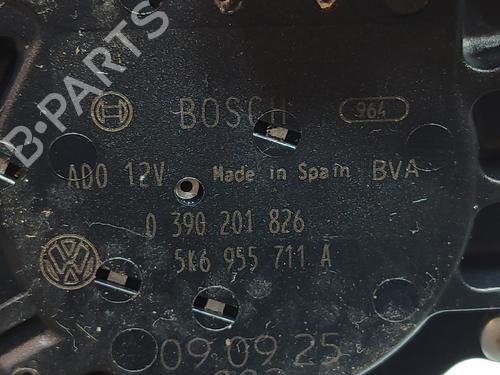 B-PARTS
BOSCH
964
ADO 12V
Made in Spain
BVA
0 390 201 826
5K6 955 711 A
09 09 25